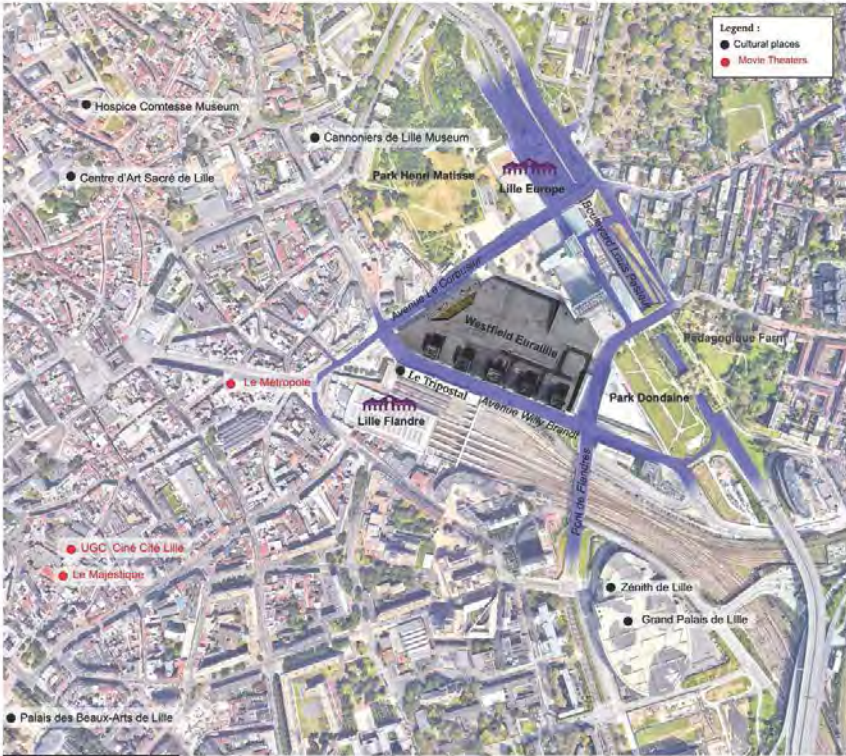 Legend :
Cultural places
Movie Theaters
Hospice Comtesse Museum
Cannoniers de Lille Museum
Centre d'Art Sacré de Lille
Park Henri Matisse
Lille Europe
Boulevard Louis Pasteur
Avenue Le Corbusier
Westfield Euralille
Pedagogique Farm
Le Métropole
Le Tripostal
Park Dondaine
Lille Flandre
Avenue Willy Brandt
Pont de Flandres
UGC Ciné Cité Lille
Le Majestique
Zénith de Lille
Grand Palais de Lille
Palais des Beaux-Arts de Lille